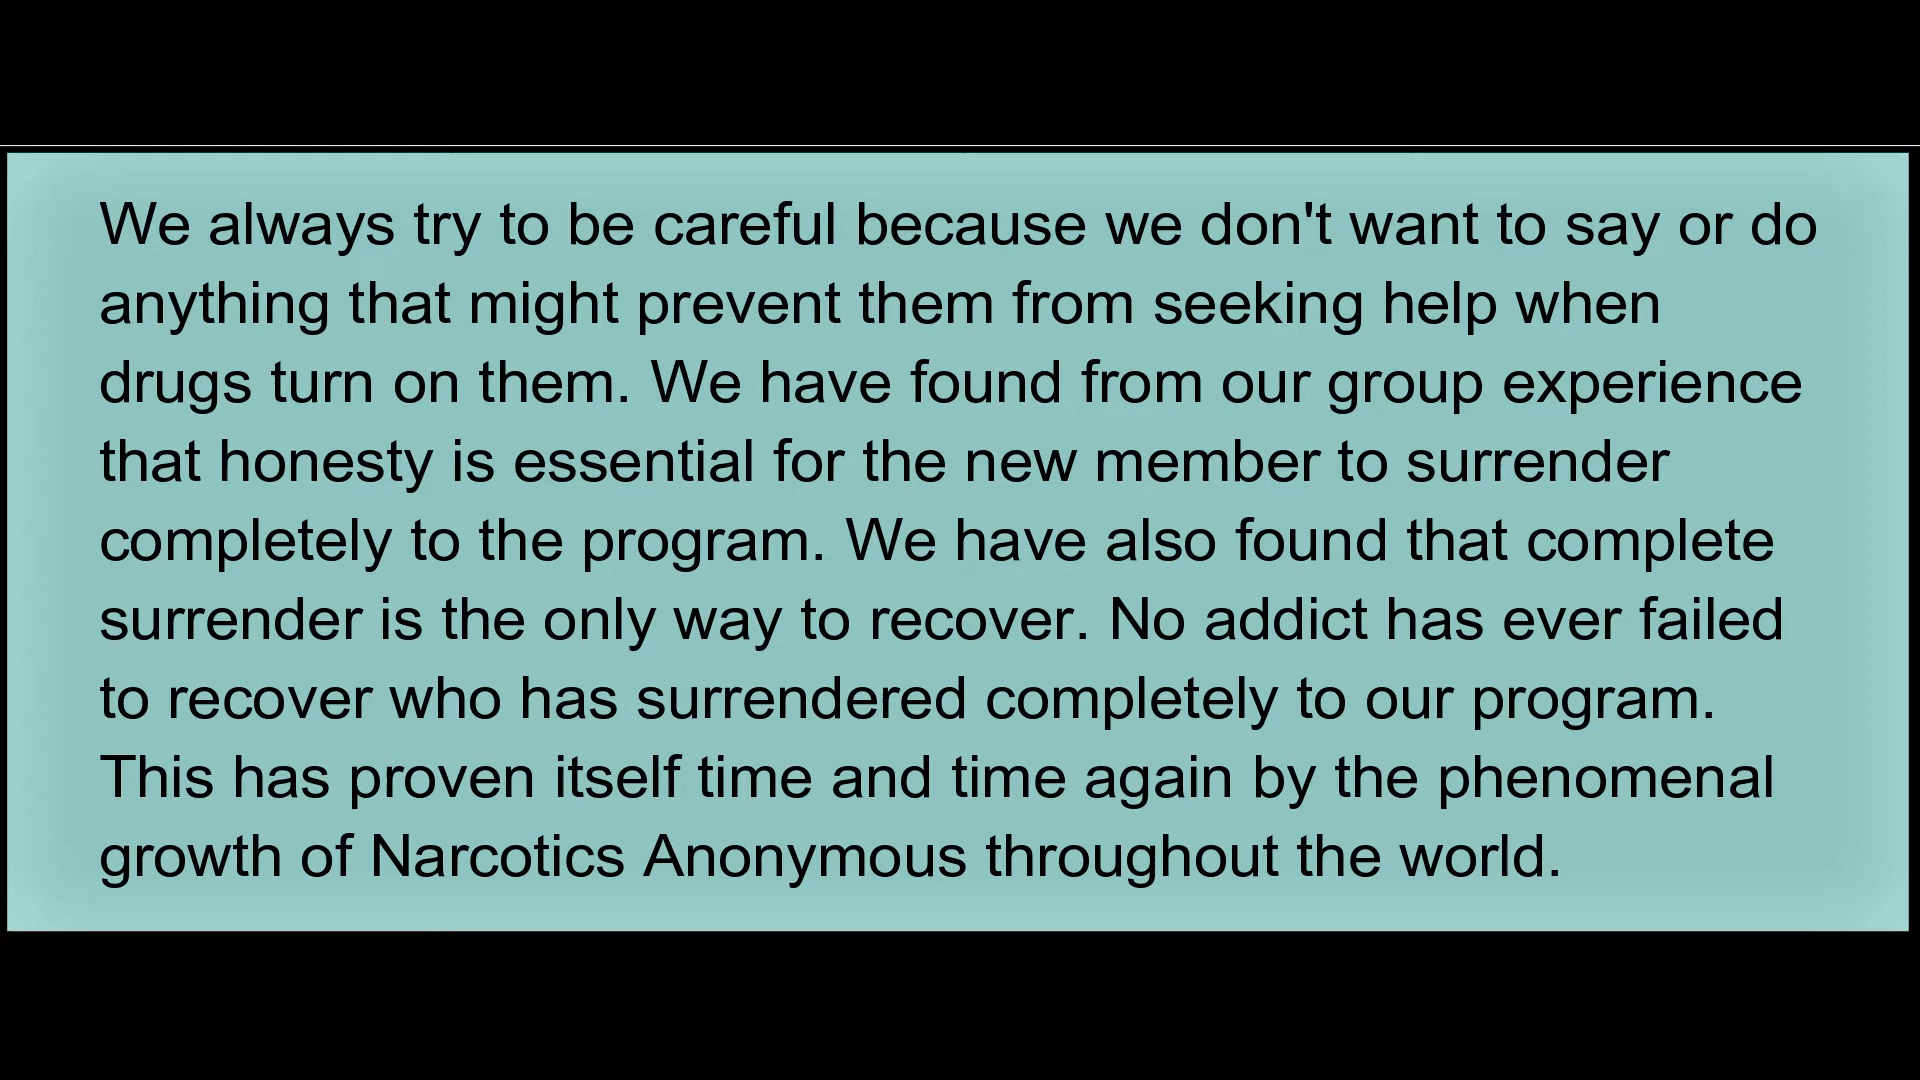 We always try to be careful because we don't want to say or do
anything that might prevent them from seeking help when
drugs turn on them. We have found from our group experience
that honesty is essential for the new member to surrender
completely to the program. We have also found that complete
surrender is the only way to recover. No addict has ever failed
to recover who has surrendered completely to our program.
This has proven itself time and time again by the phenomenal
growth of Narcotics Anonymous throughout the world.